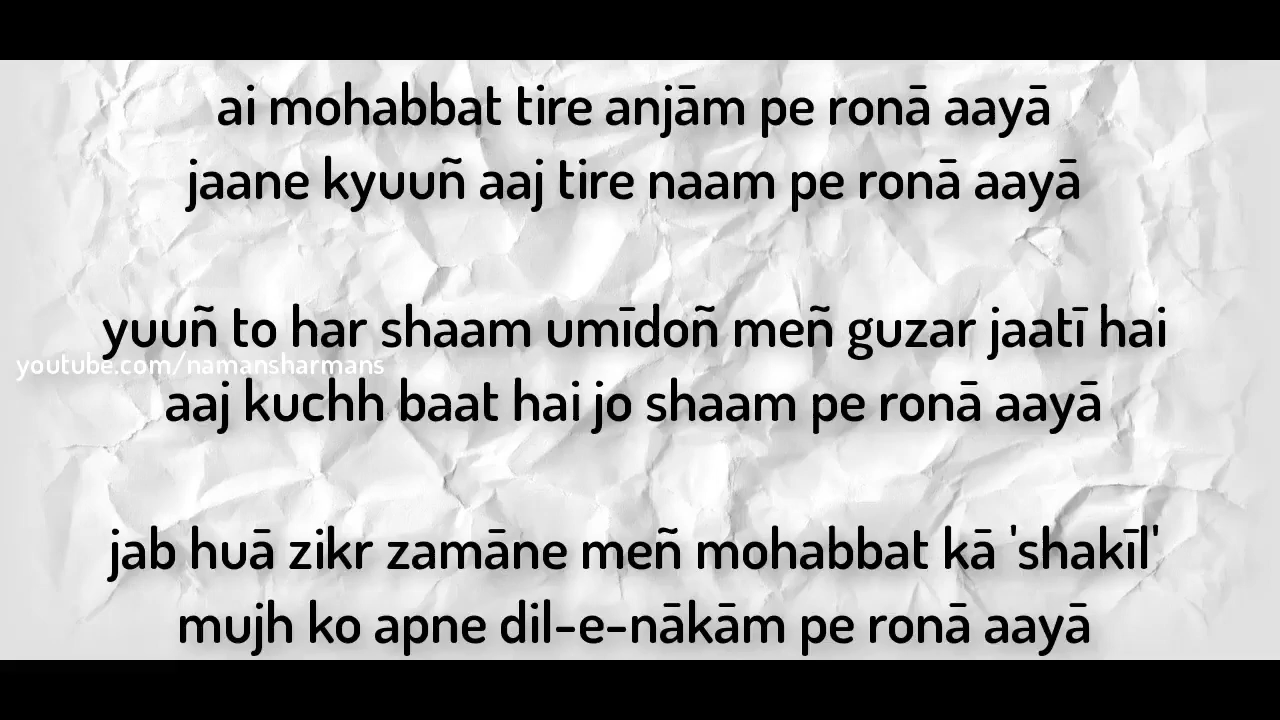 ai mohabbat tire anjām pe ronā aayā
jaane kyuuñ aaj tire naam pe ronā aayā
yuuñ to har shaam umīdoñ meñ guzar jaatī hai
youtube.com/namansharmans
aaj kuchh baat hai jo shaam pe ronā aayā
jab huā zikr zamāne meñ mohabbat kā 'shakīl'
mujh ko apne dil-e-nākām pe ronā aayā